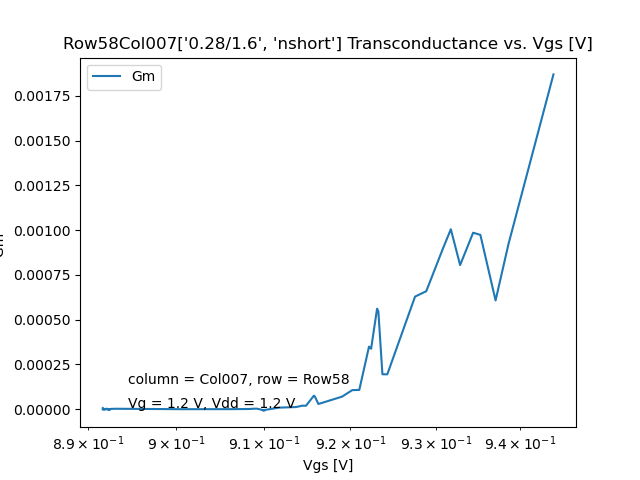 Row58Col007['0.28/1.6', 'nshort'] Transconductance vs. Vgs [V]
Gm
0.00175
0.00150
0.00125
0.00100
0.00075
0.00050
0.00025
0.00000
Gm
column = Col007, row = Row58
Vg = 1.2 V, Vdd = 1.2 V
8.9 × 10⁻¹ 9 × 10⁻¹ 9.1 × 10⁻¹ 9.2 × 10⁻¹ 9.3 × 10⁻¹ 9.4 × 10⁻¹
Vgs [V]